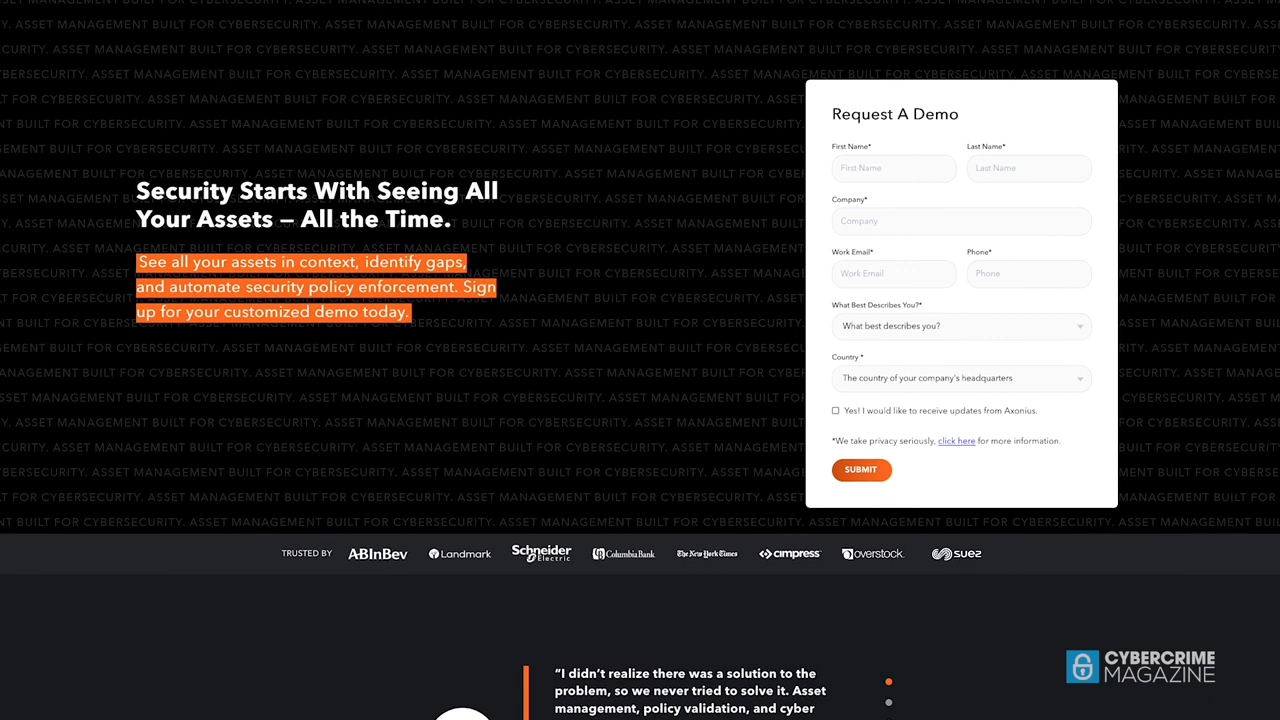 Security Starts With Seeing All
Your Assets – All the Time.
See all your assets in context, identify gaps,
and automate security policy enforcement. Sign
up for your customized demo today.
Request A Demo
First Name* Last Name*
First Name Last Name
Company*
Company
Work Email* Phone*
Work Email Phone
What Best Describes You?*
What best describes you?
Country *
The country of your company's headquarters
Yes! I would like to receive updates from Axonius.
*We take privacy seriously, click here for more information.
SUBMIT
TRUSTED BY ABInBev Landmark Schneider Electric Columbia Bank The New York Times cimpress overstock. suez
"I didn't realize there was a solution to the
problem, so we never tried to solve it. Asset
management, policy validation, and cyber
CYBERCRIME
MAGAZINE
ASSET MANAGEMENT BUILT FOR CYBERSECURITY.